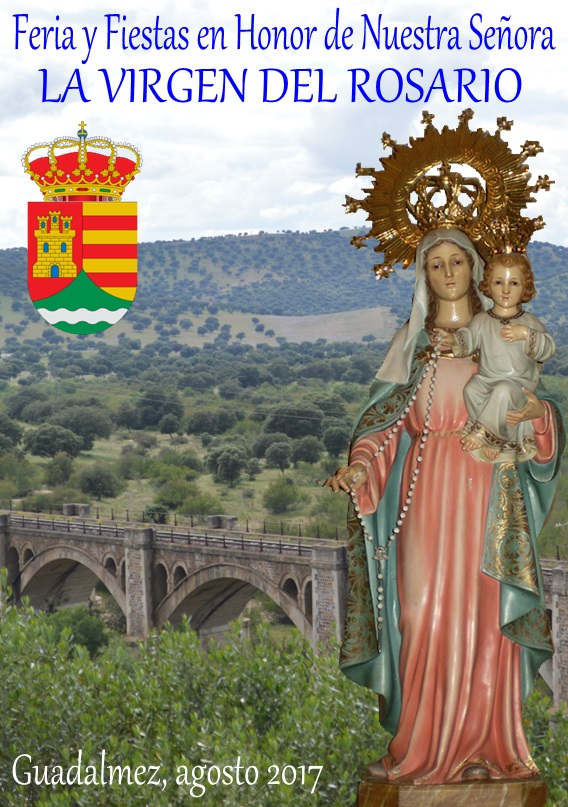 Feria y Fiestas en Honor de Nuestra Señora
LA VIRGEN DEL ROSARIO
Guadalmez, agosto 2017